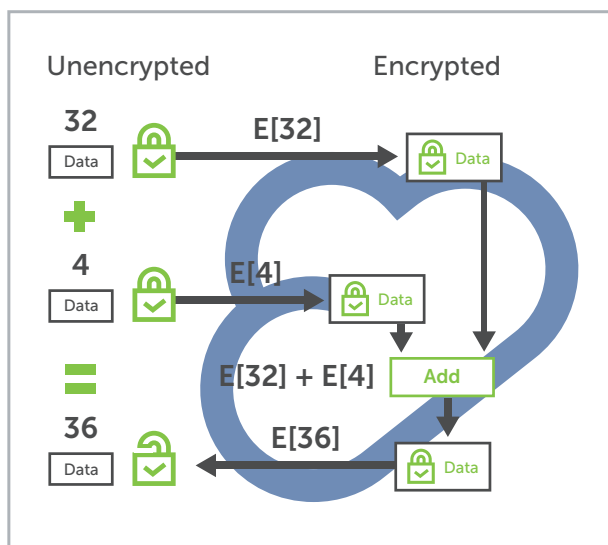 Unencrypted
Encrypted
32
E[32]
Data
Data
4
E[4]
Data
Data
E[32] + E[4]
Add
36
E[36]
Data
Data